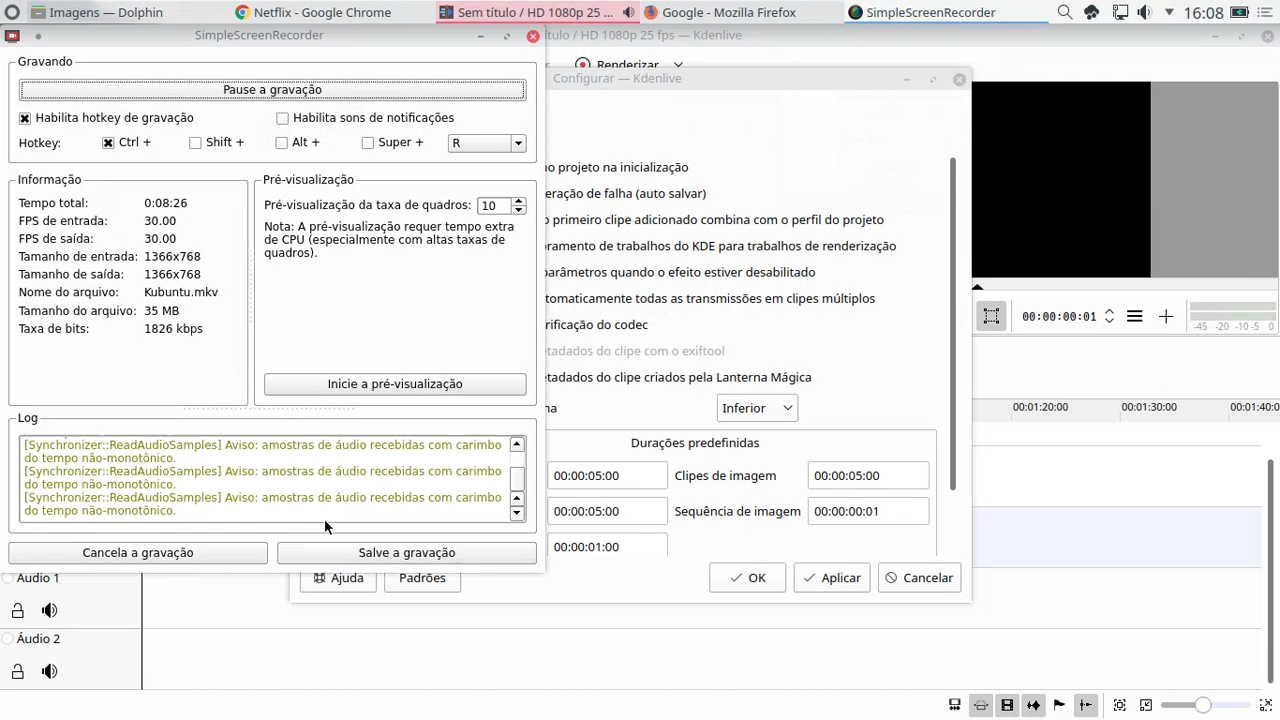 Imagens — Dolphin
Netflix - Google Chrome
Sem título / HD 1080p 25 ...
Google - Mozilla Firefox
SimpleScreenRecorder
16:08
SimpleScreenRecorder
ítulo / HD 1080p 25 fps — Kdenlive
Gravando
Pause a gravação
Habilita hotkey de gravação
Habilita sons de notificações
Hotkey:
Ctrl +
Shift +
Alt +
Super +
R
Informação
Tempo total: 0:08:26
FPS de entrada: 30.00
FPS de saída: 30.00
Tamanho de entrada: 1366x768
Tamanho de saída: 1366x768
Nome do arquivo: Kubuntu.mkv
Tamanho do arquivo: 35 MB
Taxa de bits: 1826 kbps
Pré-visualização
Pré-visualização da taxa de quadros: 10
Nota: A pré-visualização requer tempo extra
de CPU (especialmente com altas taxas de
quadros).
Inicie a pré-visualização
Log
[Synchronizer::ReadAudioSamples] Aviso: amostras de áudio recebidas com carimbo
do tempo não-monotônico.
[Synchronizer::ReadAudioSamples] Aviso: amostras de áudio recebidas com carimbo
do tempo não-monotônico.
[Synchronizer::ReadAudioSamples] Aviso: amostras de áudio recebidas com carimbo
do tempo não-monotônico.
Cancela a gravação
Salve a gravação
Renderizar
Configurar — Kdenlive
no projeto na inicialização
eração de falha (auto salvar)
o primeiro clipe adicionado combina com o perfil do projeto
oramento de trabalhos do KDE para trabalhos de renderização
parâmetros quando o efeito estiver desabilitado
tomaticamente todas as transmissões em clipes múltiplos
rificação do codec
etadados do clipe com o exiftool
etadados do clipe criados pela Lanterna Mágica
na
Inferior
Durações predefinidas
00:00:05:00
Clipes de imagem
00:00:05:00
00:00:05:00
Sequência de imagem
00:00:00:01
00:00:01:00
Ajuda
Padrões
OK
Aplicar
Cancelar
00:00:00:01
-45 -20 -10 -5 0
00:01:20:00
00:01:30:00
00:01:40:0
Áudio 1
Áudio 2